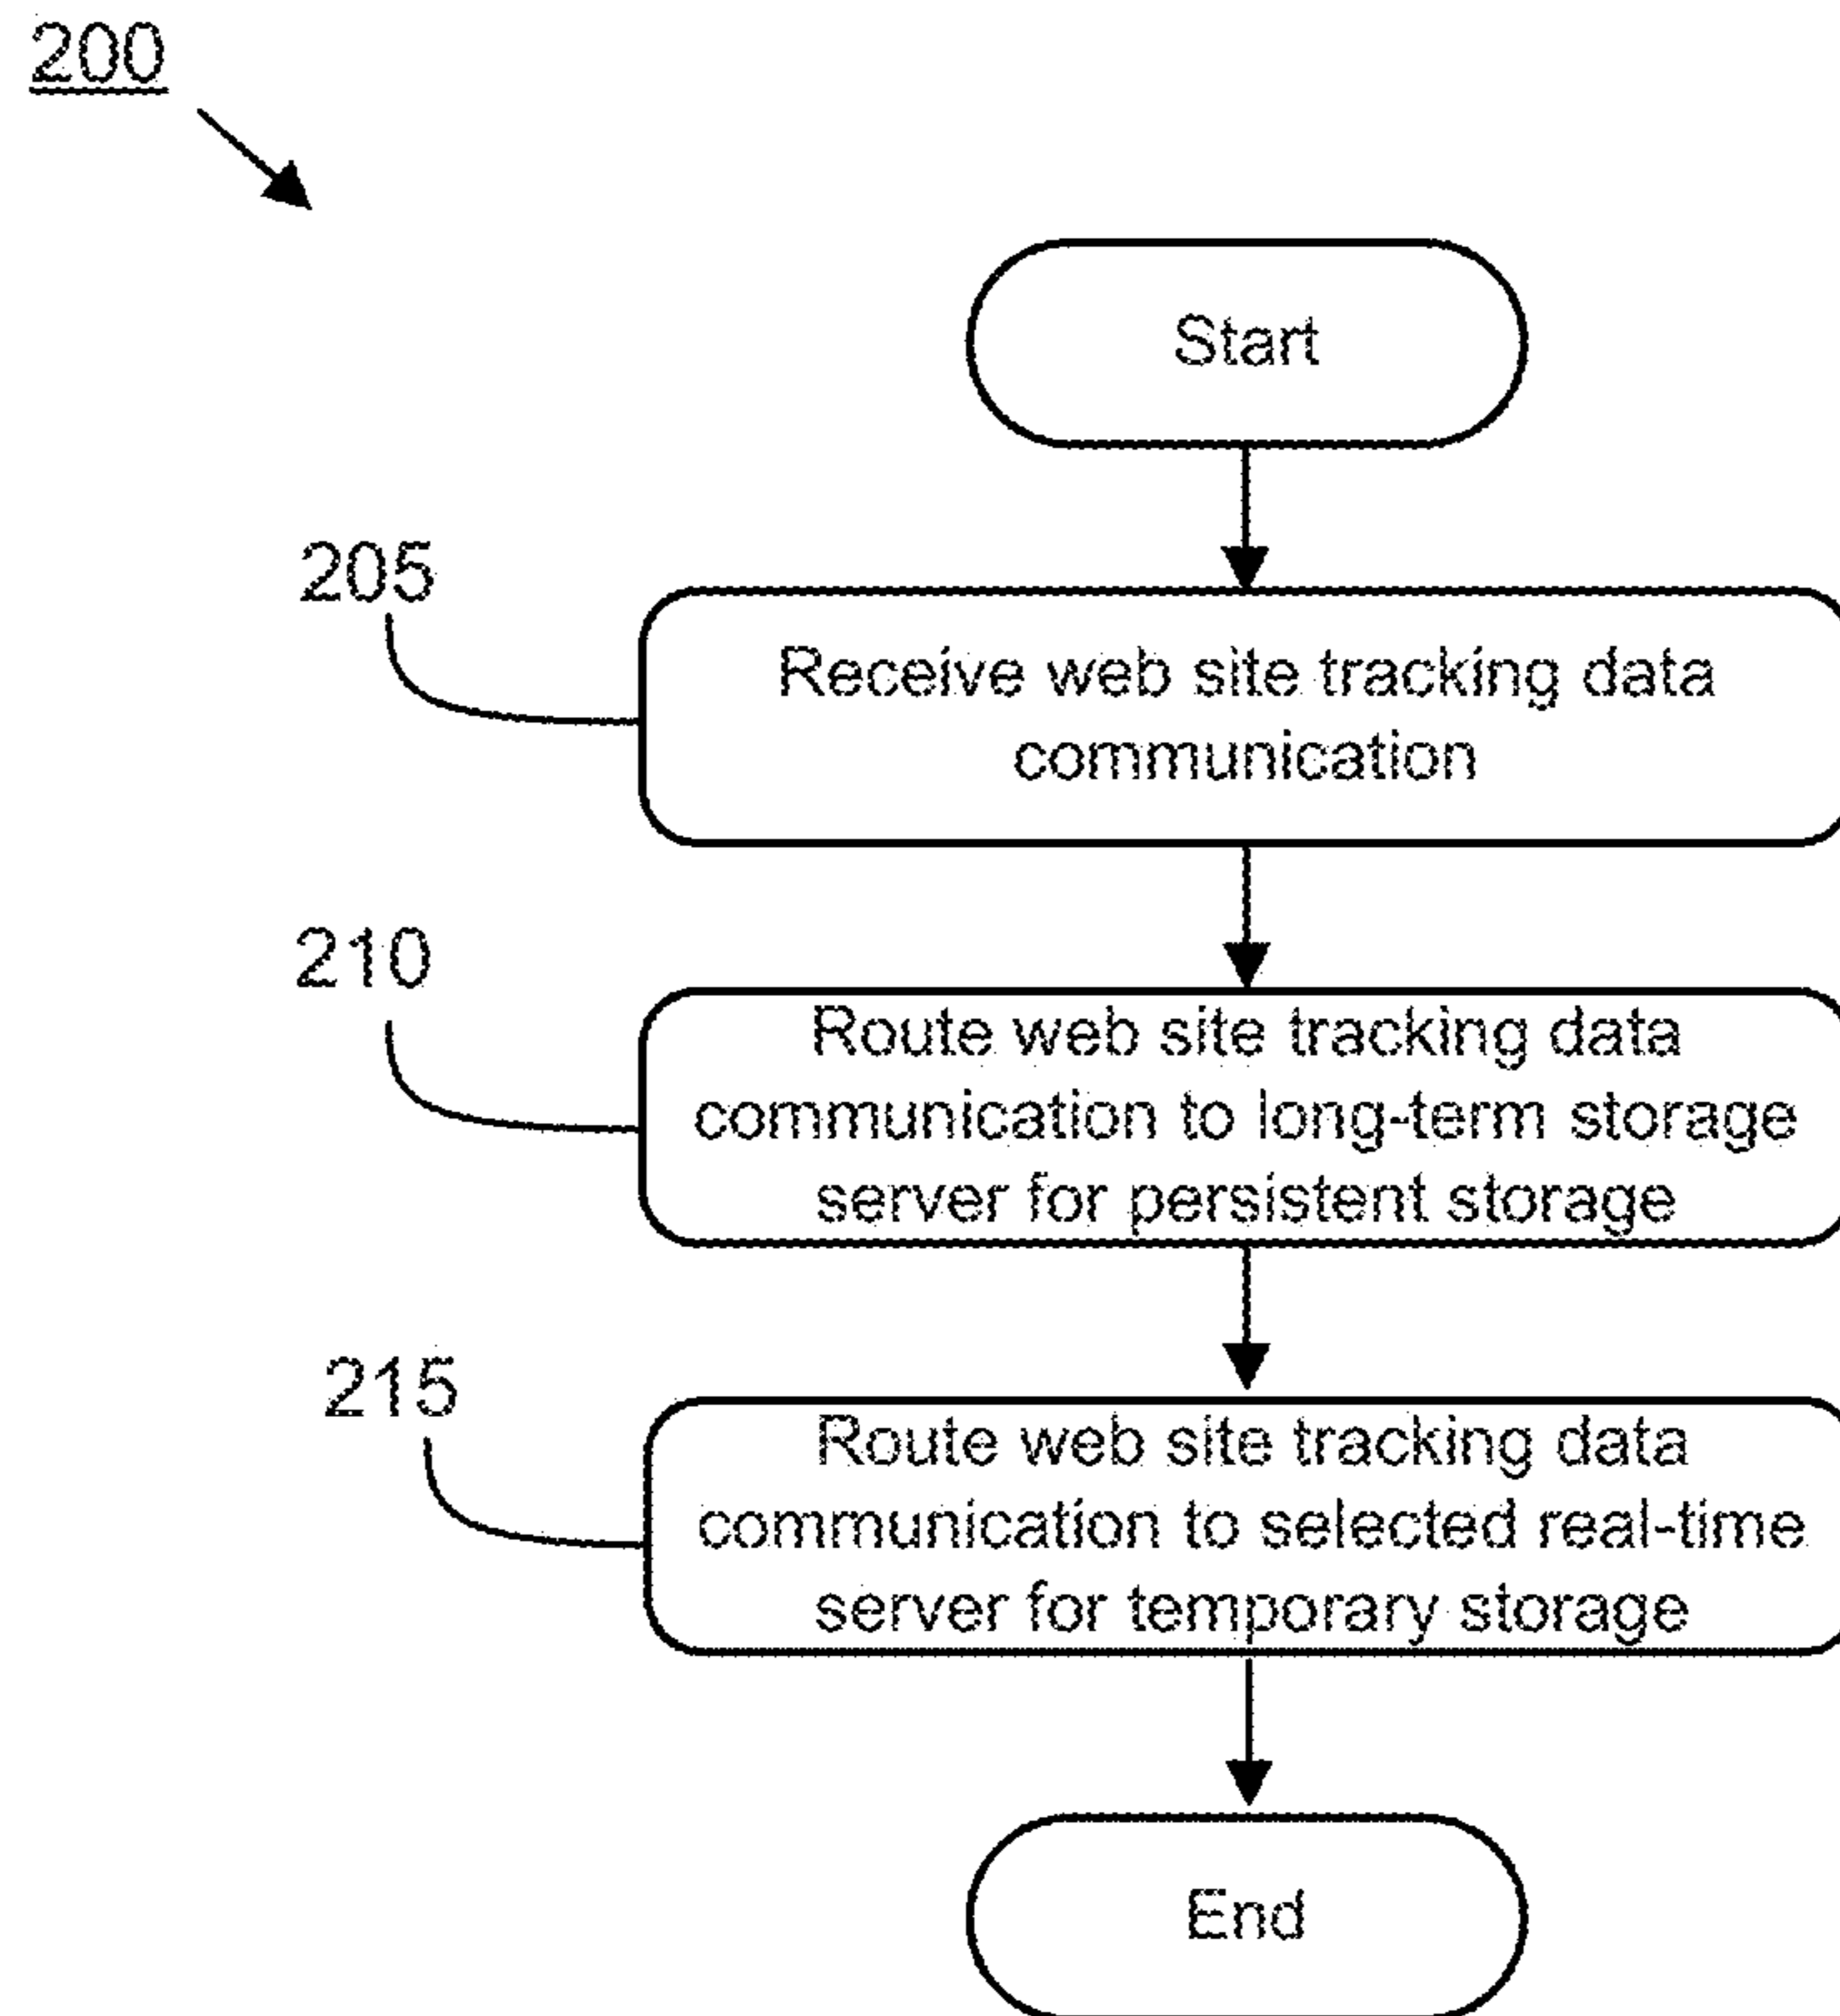 200
Start
205
Receive web site tracking data
communication
210
Route web site tracking data
communication to long-term storage
server for persistent storage
215
Route web site tracking data
communication to selected real-time
server for temporary storage
End